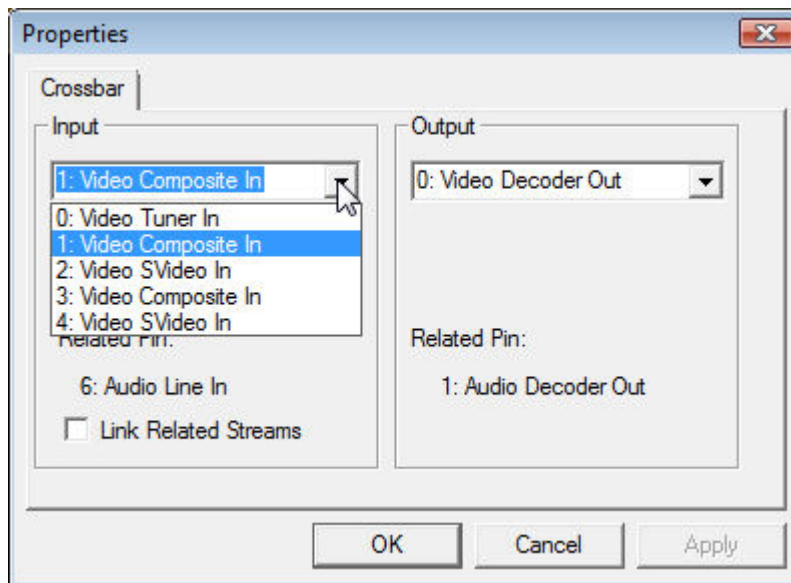 Properties
Crossbar
Input
1: Video Composite In
0: Video Tuner In
1: Video Composite In
2: Video SVideo In
3: Video Composite In
4: Video SVideo In
Related Pin:
6: Audio Line In
Link Related Streams
Output
0: Video Decoder Out
Related Pin:
1: Audio Decoder Out
OK Cancel Apply